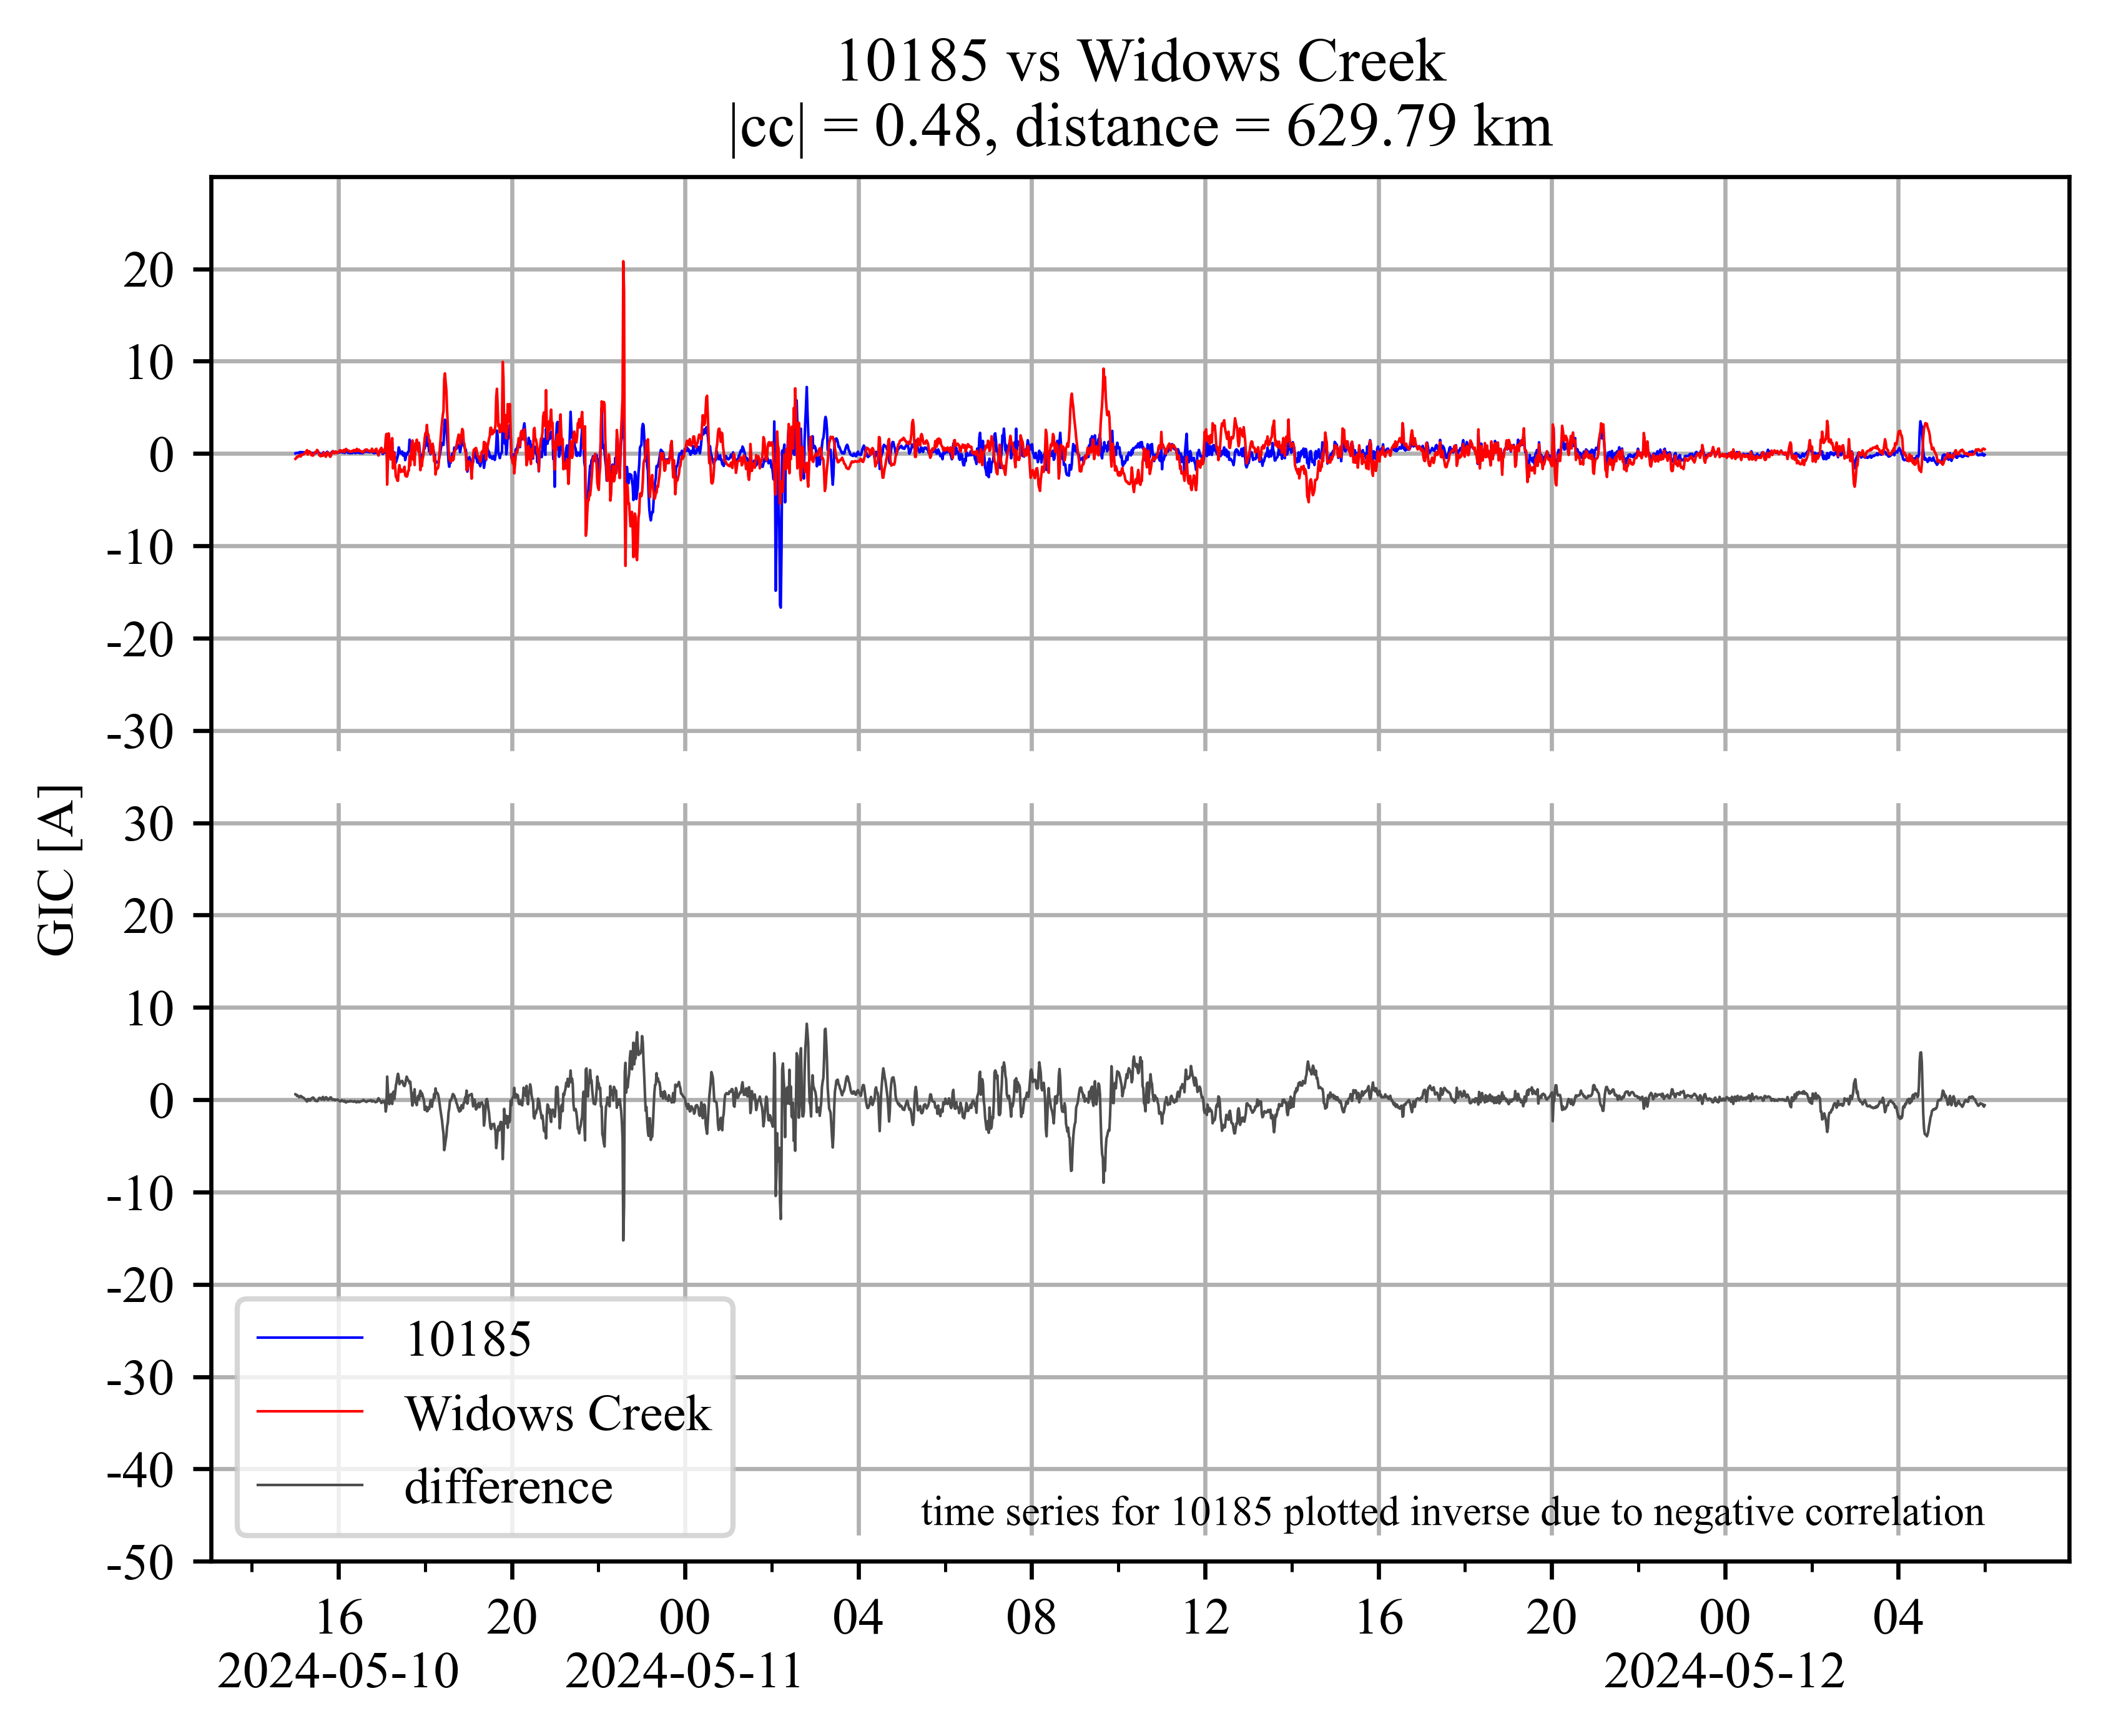 10185 vs Widows Creek
|cc| = 0.48, distance = 629.79 km
20
10
0
-10
-20
-30
30
20
10
0
-10
-20
-30
-40
-50
GIC [A]
10185
Widows Creek
difference
time series for 10185 plotted inverse due to negative correlation
16 20 00 04 08 12 16 20 00 04
2024-05-10 2024-05-11 2024-05-12